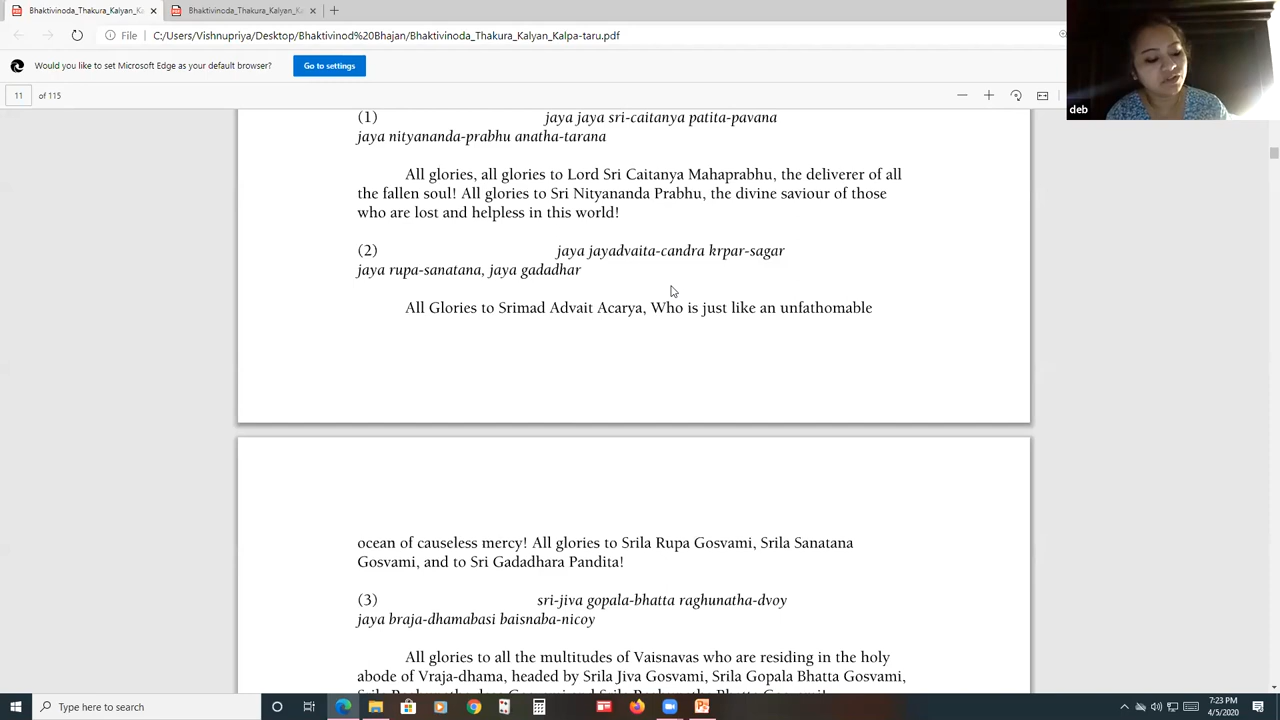 Bhaktivinoda_Thakura_Kalyan_Ka
Bhaktivinoda_Thakura_Kalyan_Ka
File
C:/Users/Vishnupriya/Desktop/Bhaktivinod%20Bhajan/Bhaktivinoda_Thakura_Kalyan_Kalpa-taru.pdf
Would you like to set Microsoft Edge as your default browser?
Go to settings
11 of 115
deb
(1) jaya jaya sri-caitanya patita-pavana
jaya nityananda-prabhu anatha-tarana
All glories, all glories to Lord Sri Caitanya Mahaprabhu, the deliverer of all
the fallen soul! All glories to Sri Nityananda Prabhu, the divine saviour of those
who are lost and helpless in this world!
(2) jaya jayadvaita-candra krpar-sagar
jaya rupa-sanatana, jaya gadadhar
All Glories to Srimad Advait Acarya, Who is just like an unfathomable
ocean of causeless mercy! All glories to Srila Rupa Gosvami, Srila Sanatana
Gosvami, and to Sri Gadadhara Pandita!
(3) sri-jiva gopala-bhatta raghunatha-dvoy
jaya braja-dhamabasi baisnaba-nicoy
All glories to all the multitudes of Vaisnavas who are residing in the holy
abode of Vraja-dhama, headed by Srila Jiva Gosvami, Srila Gopala Bhatta Gosvami,
Type here to search
7:23 PM
4/5/2020